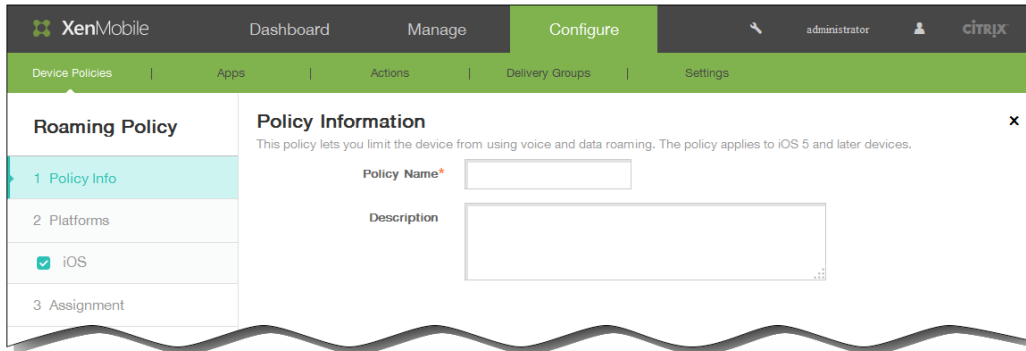 XenMobile Dashboard Manage Configure administrator CITRIX
Device Policies | Apps | Actions | Delivery Groups | Settings
Roaming Policy
Policy Information
x
This policy lets you limit the device from using voice and data roaming. The policy applies to iOS 5 and later devices.
1 Policy Info
Policy Name*
2 Platforms
Description
iOS
3 Assignment